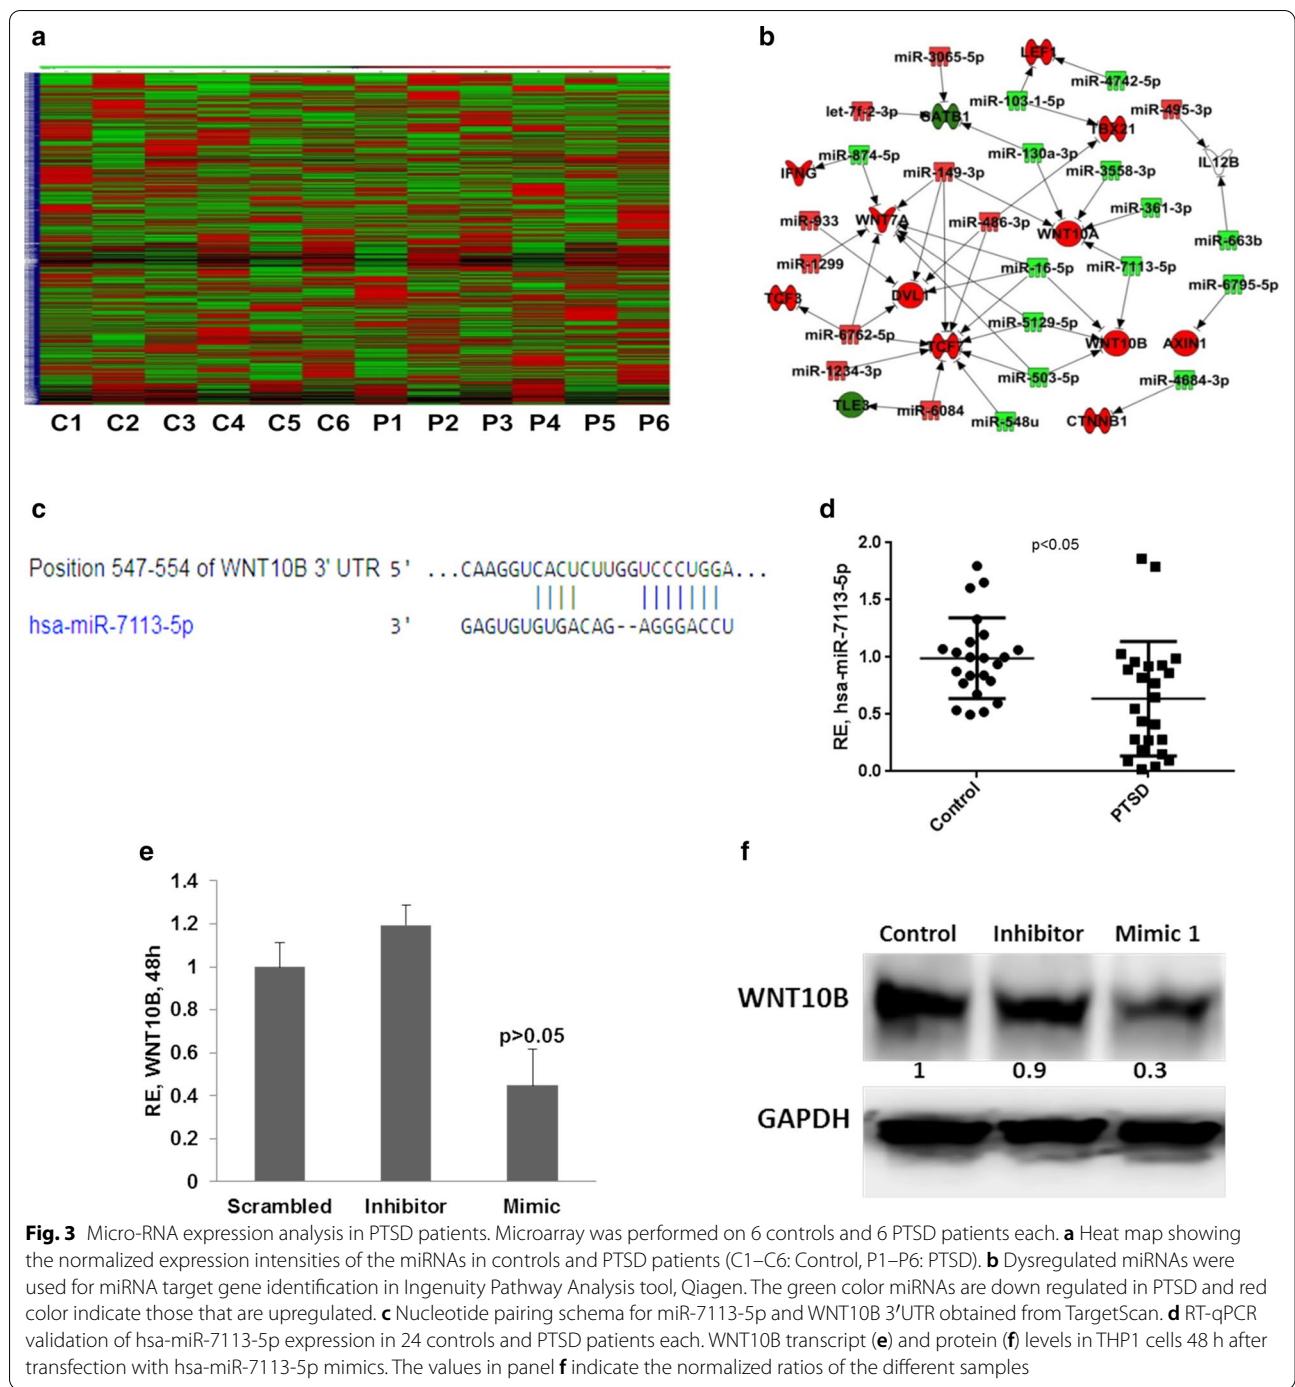 a
C1 C2 C3 C4 C5 C6 P1 P2 P3 P4 P5 P6
b
miR-3065-5p
LEF1
miR-4742-5p
let-7f-2-3p
SATB1
miR-103-1-5p
miR-495-3p
TBX21
miR-874-5p
miR-130a-3p
IL12B
IFNG
miR-149-3p
miR-3558-3p
miR-933
WNT7A
miR-486-3p
WNT10A
miR-361-3p
miR-663b
miR-1299
miR-16-5p
miR-7113-5p
miR-6795-5p
TCF3
DVL1
miR-6762-5p
miR-5129-5p
TCF7
WNT10B
AXIN1
miR-1234-3p
miR-503-5p
miR-4684-3p
TLE3
miR-6084
miR-548u
CTNNB1
c
Position 547-554 of WNT10B 3' UTR 5' ...CAAGGUCACUCUUGGUCCCUGGA...
hsa-miR-7113-5p 3' GAGUGUGUGACAG--AGGGACCU
d
p<0.05
RE, hsa-miR-7113-5p
2.0
1.5
1.0
0.5
0.0
Control
PTSD
e
RE, WNT10B, 48h
1.4
1.2
1
0.8
0.6
0.4
0.2
0
p>0.05
Scrambled Inhibitor Mimic
f
Control Inhibitor Mimic 1
WNT10B
1 0.9 0.3
GAPDH
Fig. 3 Micro-RNA expression analysis in PTSD patients. Microarray was performed on 6 controls and 6 PTSD patients each. a Heat map showing
the normalized expression intensities of the miRNAs in controls and PTSD patients (C1–C6: Control, P1–P6: PTSD). b Dysregulated miRNAs were
used for miRNA target gene identification in Ingenuity Pathway Analysis tool, Qiagen. The green color miRNAs are down regulated in PTSD and red
color indicate those that are upregulated. c Nucleotide pairing schema for miR-7113-5p and WNT10B 3′UTR obtained from TargetScan. d RT-qPCR
validation of hsa-miR-7113-5p expression in 24 controls and PTSD patients each. WNT10B transcript (e) and protein (f) levels in THP1 cells 48 h after
transfection with hsa-miR-7113-5p mimics. The values in panel f indicate the normalized ratios of the different samples